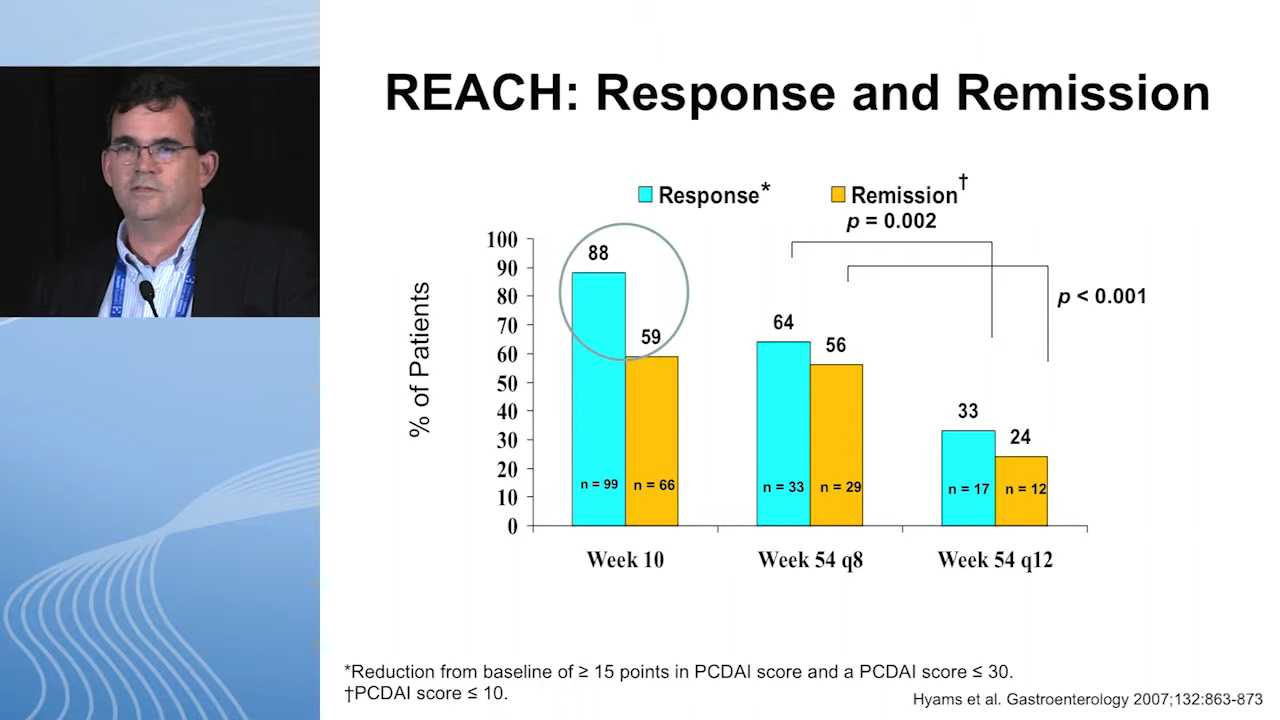 REACH: Response and Remission
Response*
Remission†
p = 0.002
p < 0.001
% of Patients
100
90
80
70
60
50
40
30
20
10
0
88
59
64
56
33
24
n = 99
n = 66
n = 33
n = 29
n = 17
n = 12
Week 10
Week 54 q8
Week 54 q12
*Reduction from baseline of ≥ 15 points in PCDAI score and a PCDAI score ≤ 30.
†PCDAI score ≤ 10.
Hyams et al. Gastroenterology 2007;132:863-873